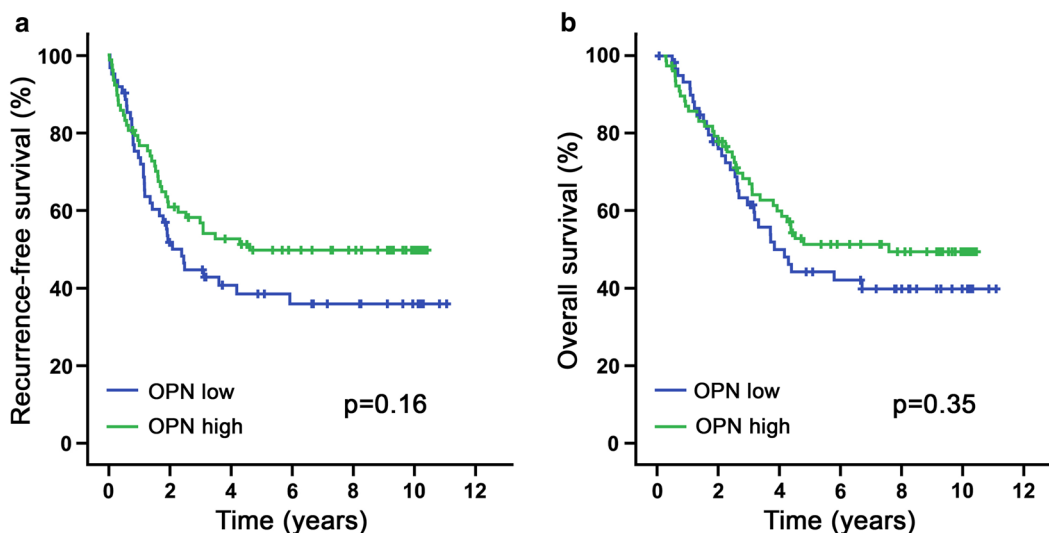 a
Recurrence-free survival (%)
100
80
60
40
20
0
OPN low
OPN high
p=0.16
0 2 4 6 8 10 12
Time (years)
b
Overall survival (%)
100
80
60
40
20
0
OPN low
OPN high
p=0.35
0 2 4 6 8 10 12
Time (years)